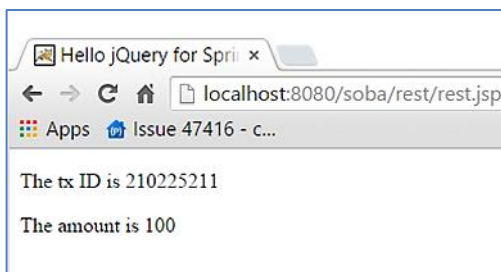 Hello jQuery for Spri
localhost:8080/soba/rest/rest.jsp
Apps Issue 47416 - c...
The tx ID is 210225211
The amount is 100